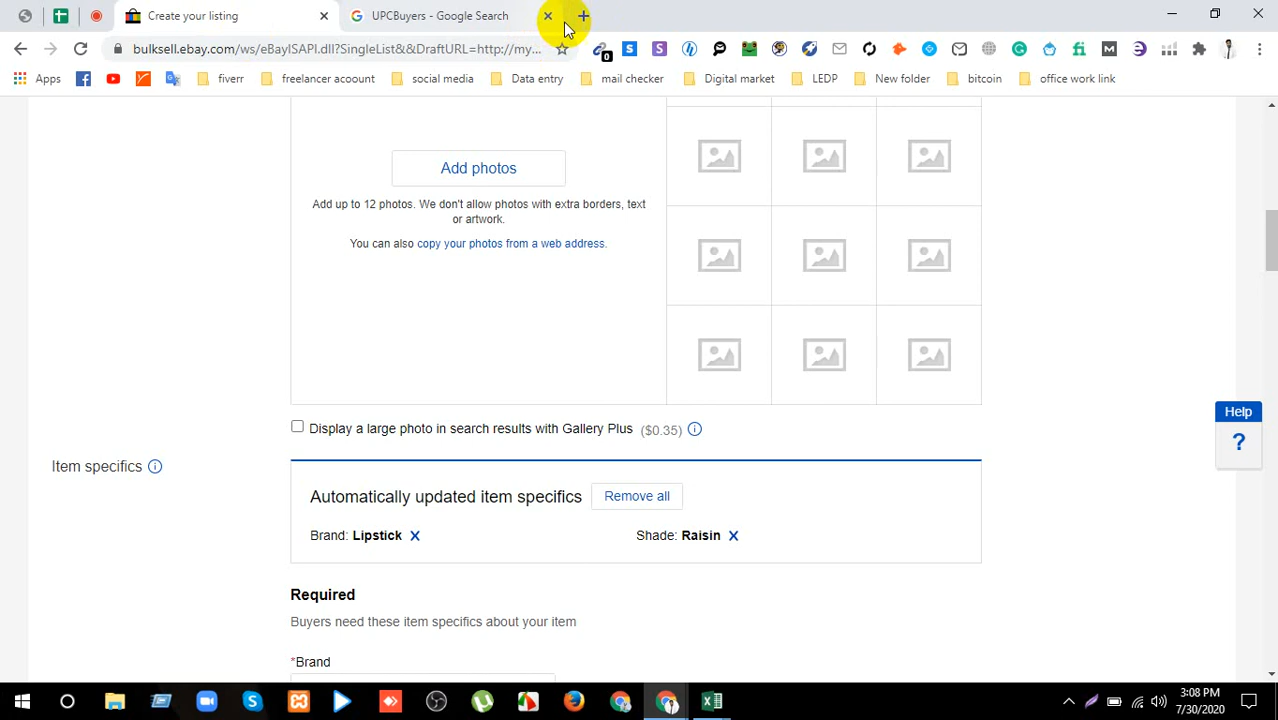 Create your listing
UPCBuyers - Google Search
bulksell.ebay.com/ws/eBayISAPI.dll?SingleList&&DraftURL=http://my...
0
Apps
fiverr
freelancer acoount
social media
Data entry
mail checker
Digital market
LEDP
New folder
bitcoin
office work link
Add photos
Add up to 12 photos. We don't allow photos with extra borders, text
or artwork.
You can also copy your photos from a web address.
Display a large photo in search results with Gallery Plus ($0.35)
Help
?
Item specifics
Automatically updated item specifics
Remove all
Brand: Lipstick X
Shade: Raisin X
Required
Buyers need these item specifics about your item
*Brand
3:08 PM
7/30/2020